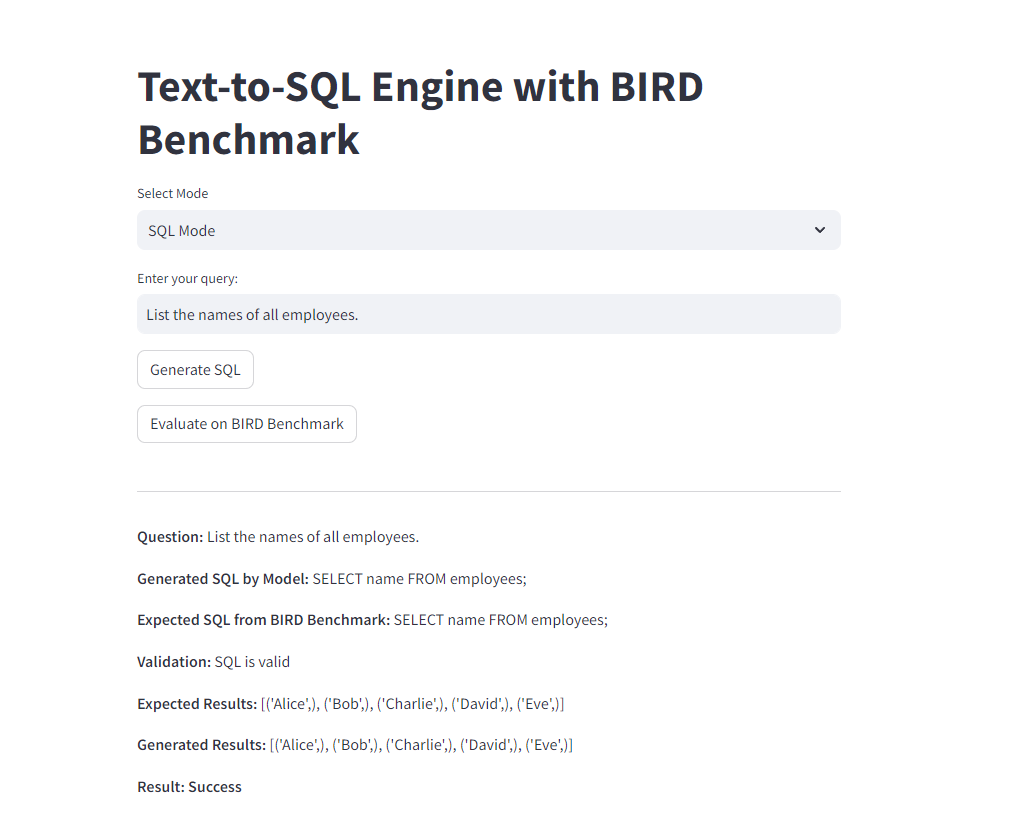 Text-to-SQL Engine with BIRD
Benchmark
Select Mode
SQL Mode
Enter your query:
List the names of all employees.
Generate SQL
Evaluate on BIRD Benchmark
Question: List the names of all employees.
Generated SQL by Model: SELECT name FROM employees;
Expected SQL from BIRD Benchmark: SELECT name FROM employees;
Validation: SQL is valid
Expected Results: [('Alice',), ('Bob',), ('Charlie',), ('David',), ('Eve',)]
Generated Results: [('Alice',), ('Bob',), ('Charlie',), ('David',), ('Eve',)]
Result: Success